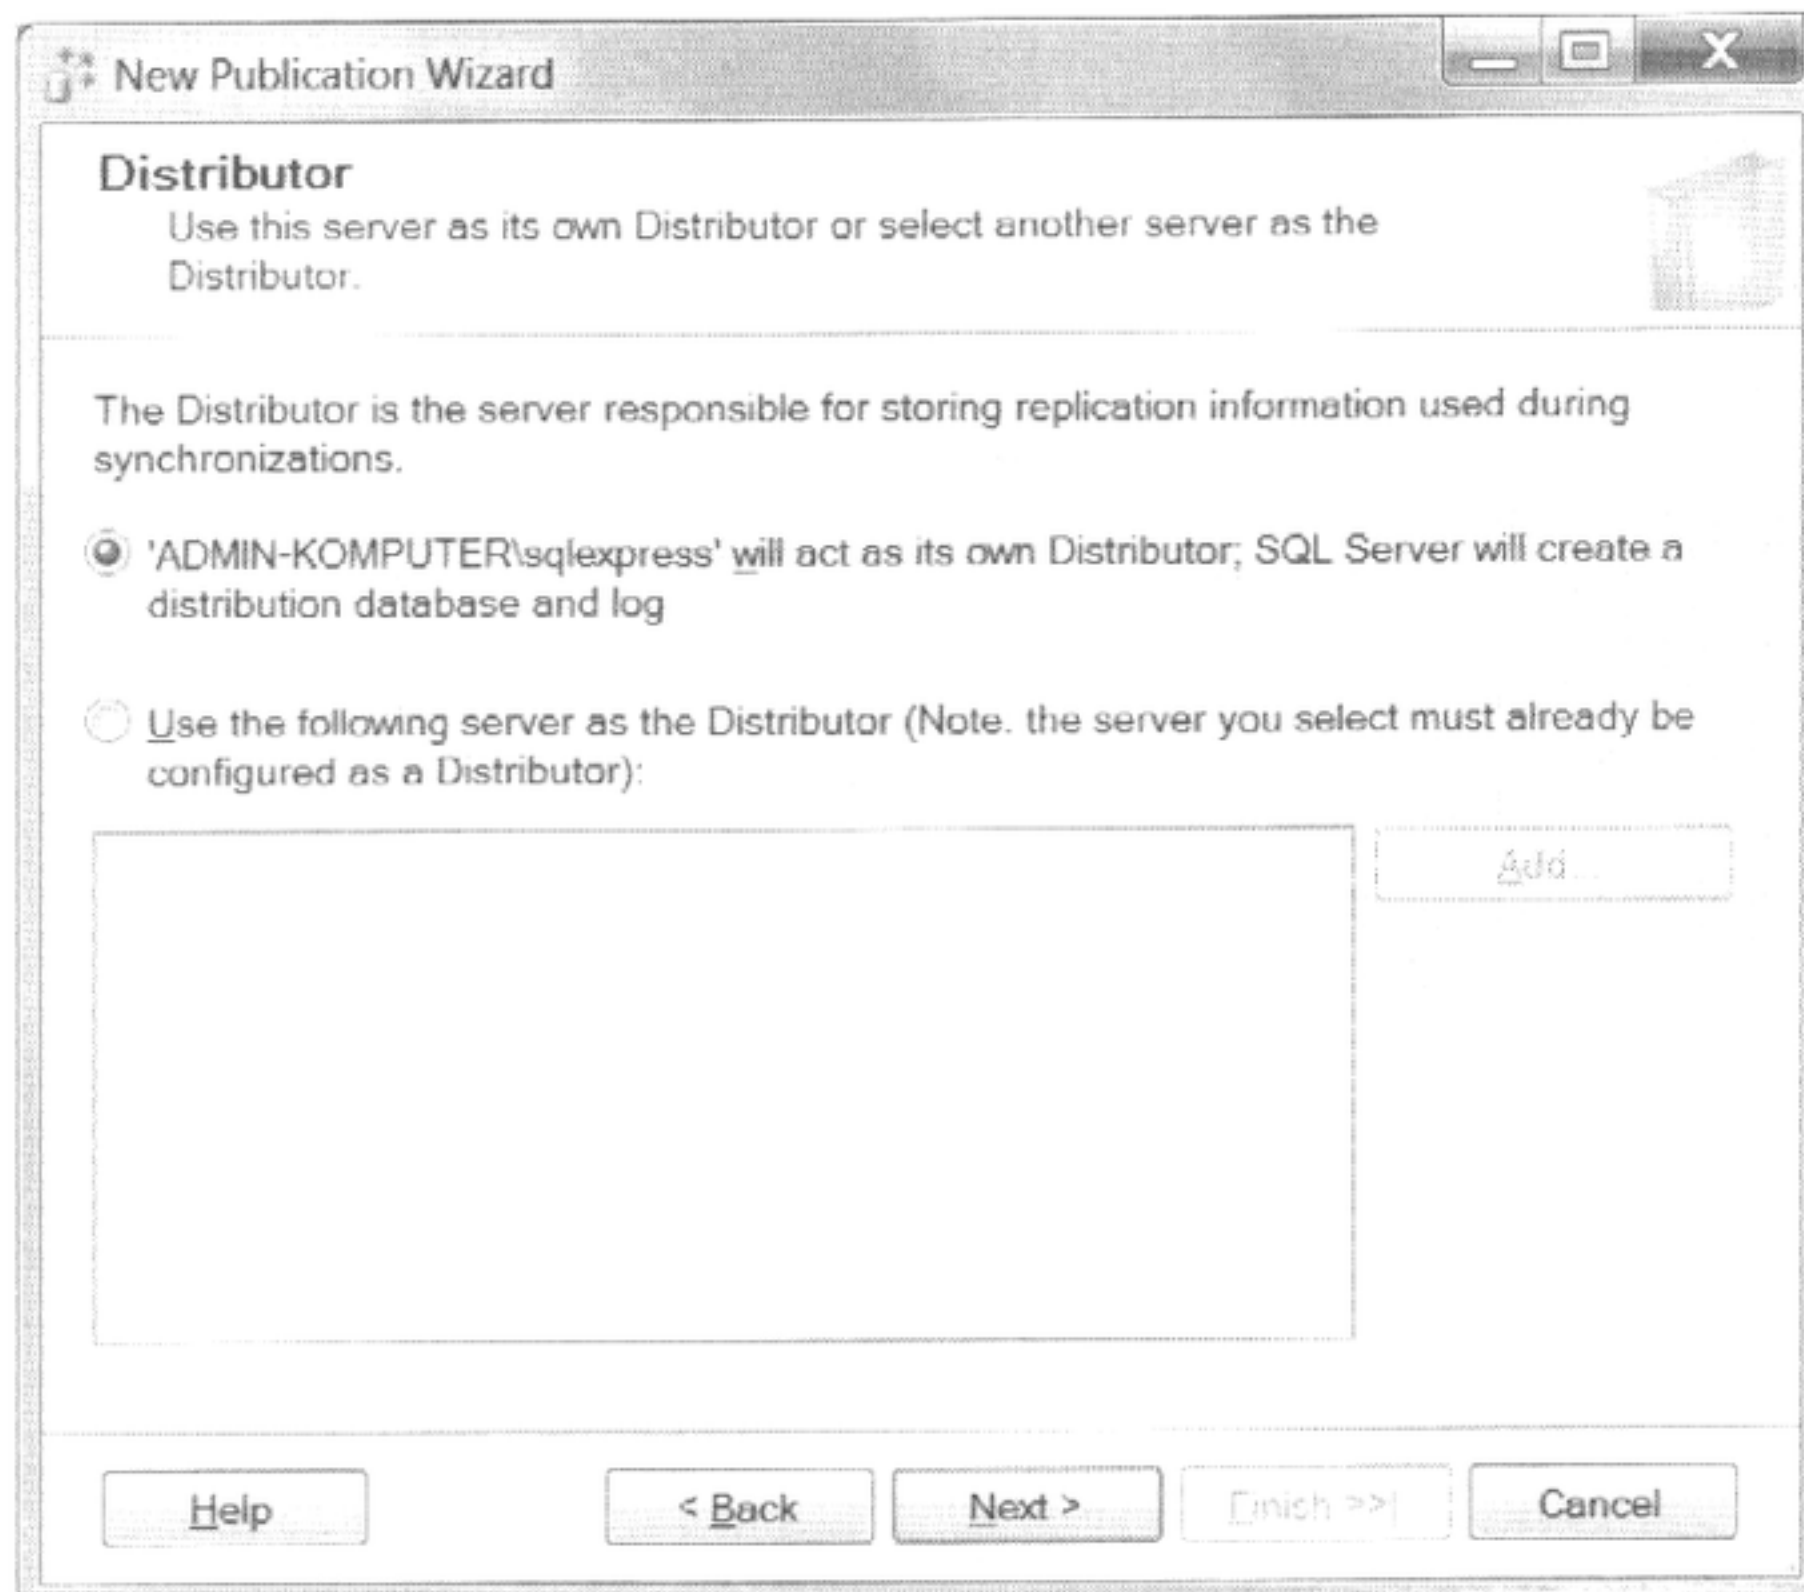 New Publication Wizard
Distributor
Use this server as its own Distributor or select another server as the
Distributor.
The Distributor is the server responsible for storing replication information used during
synchronizations.
'ADMIN-KOMPUTER\sqlexpress' will act as its own Distributor; SQL Server will create a
distribution database and log
Use the following server as the Distributor (Note. the server you select must already be
configured as a Distributor):
Add...
Help
< Back
Next >
Finish >>|
Cancel